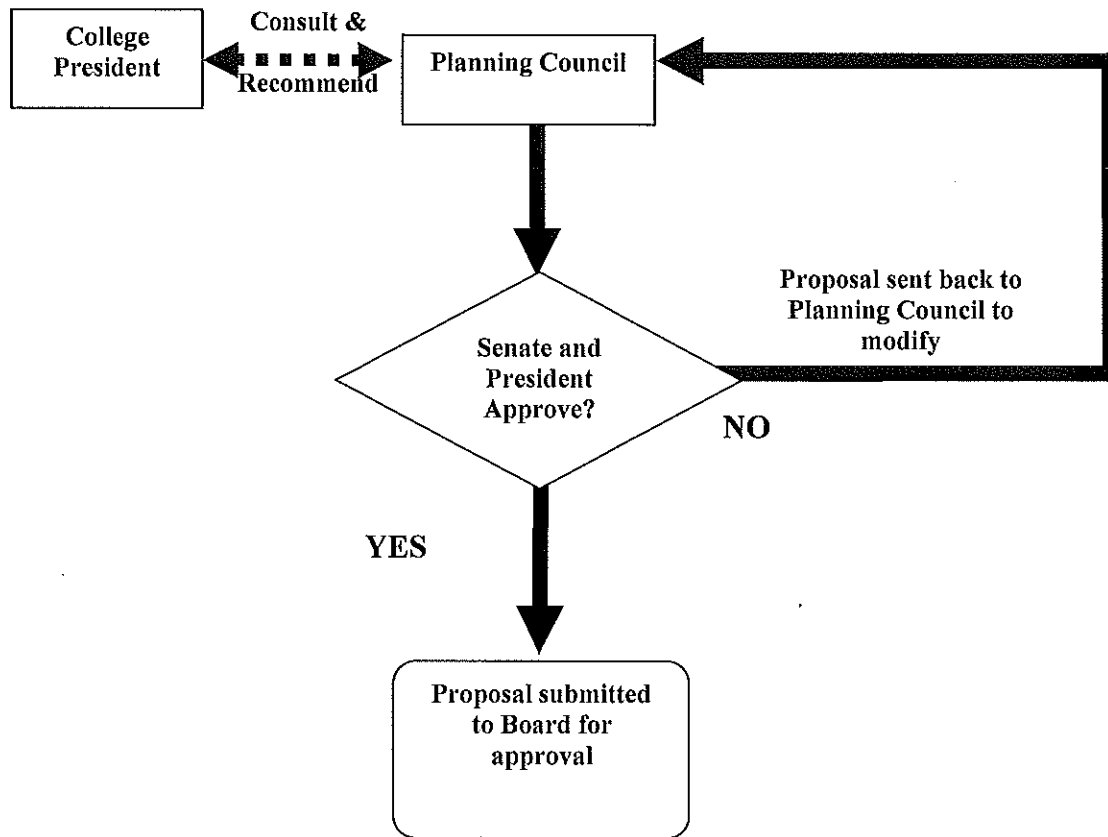 College
President
Consult &
Recommend
Planning Council
Senate and
President
Approve?
Proposal sent back to
Planning Council to
modify
NO
YES
Proposal submitted
to Board for
approval